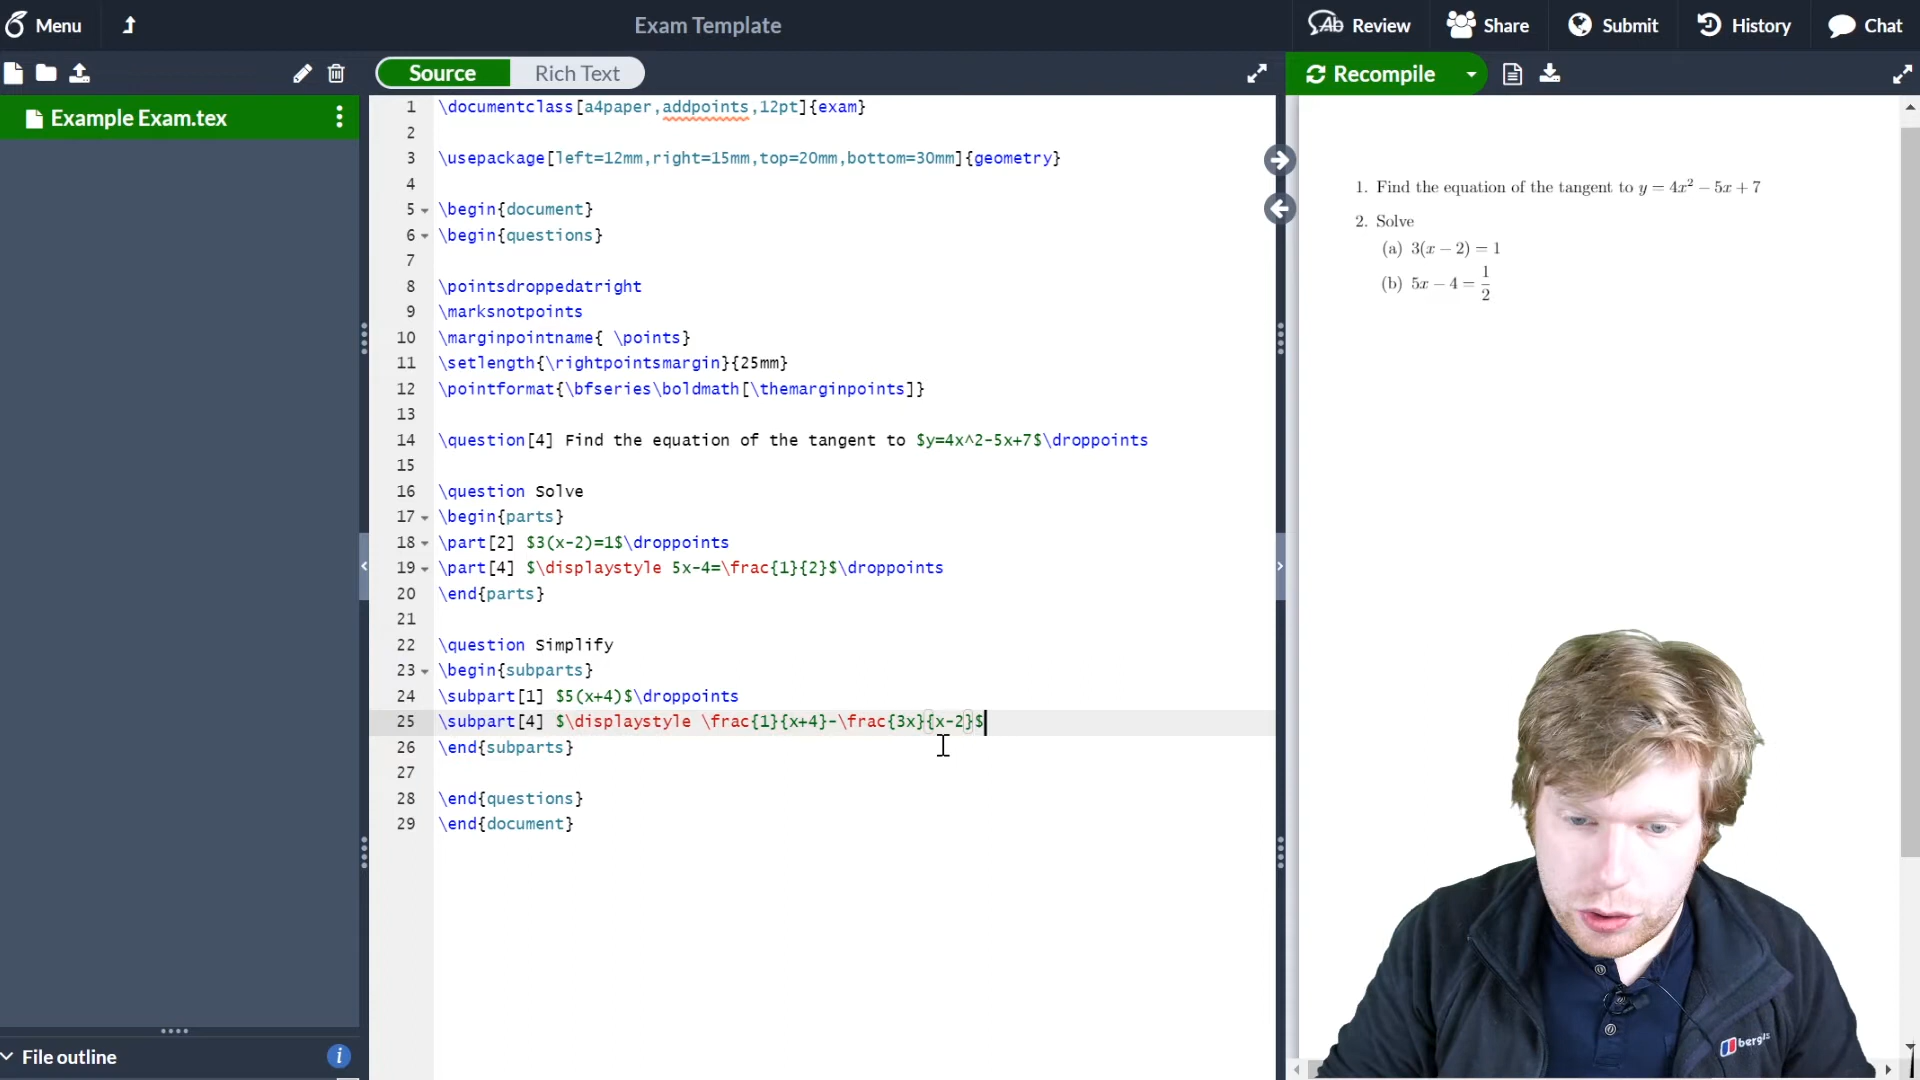 Menu
Exam Template
Review
Share
Submit
History
Chat
Source
Rich Text
Recompile
Example Exam.tex
1 \documentclass[a4paper,addpoints,12pt]{exam}
2
3 \usepackage[left=12mm,right=15mm,top=20mm,bottom=30mm]{geometry}
4
5 \begin{document}
6 \begin{questions}
7
8 \pointsdroppedatright
9 \marksnotpoints
10 \marginpointname{ \points}
11 \setlength{\rightpointsmargin}{25mm}
12 \pointformat{\bfseries\boldmath[\themarginpoints]}
13
14 \question[4] Find the equation of the tangent to $y=4x^2-5x+7$\droppoints
15
16 \question Solve
17 \begin{parts}
18 \part[2] $3(x-2)=1$\droppoints
19 \part[4] $\displaystyle 5x-4=\frac{1}{2}$\droppoints
20 \end{parts}
21
22 \question Simplify
23 \begin{subparts}
24 \subpart[1] $5(x+4)$\droppoints
25 \subpart[4] $\displaystyle \frac{1}{x+4}-\frac{3x}{x-2}$
26 \end{subparts}
27
28 \end{questions}
29 \end{document}
File outline
1. Find the equation of the tangent to y = 4x² − 5x + 7
2. Solve
(a) 3(x − 2) = 1
(b) 5x − 4 = 1/2
berghaus